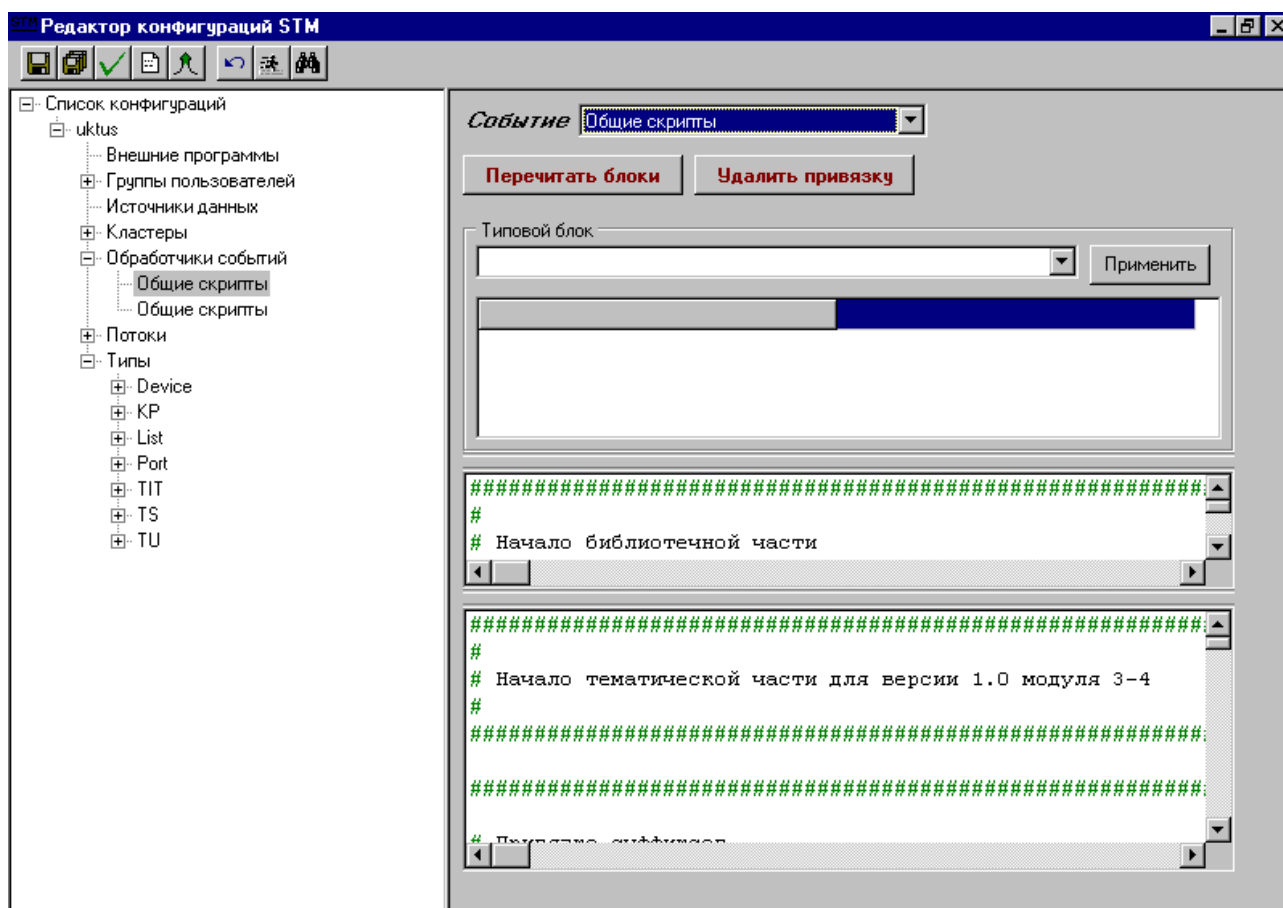 Редактор конфигураций STM
Список конфигураций
uktus
Внешние программы
Группы пользователей
Источники данных
Кластеры
Обработчики событий
Общие скрипты
Общие скрипты
Потоки
Типы
Device
KP
List
Port
TIT
TS
TU
Событие Общие скрипты
Перечитать блоки Удалить привязку
Типовой блок
Применить
#########################################################
#
# Начало библиотечной части
#########################################################
#
# Начало тематической части для версии 1.0 модуля 3-4
#
#########################################################
#########################################################
# Привязка суффиксов